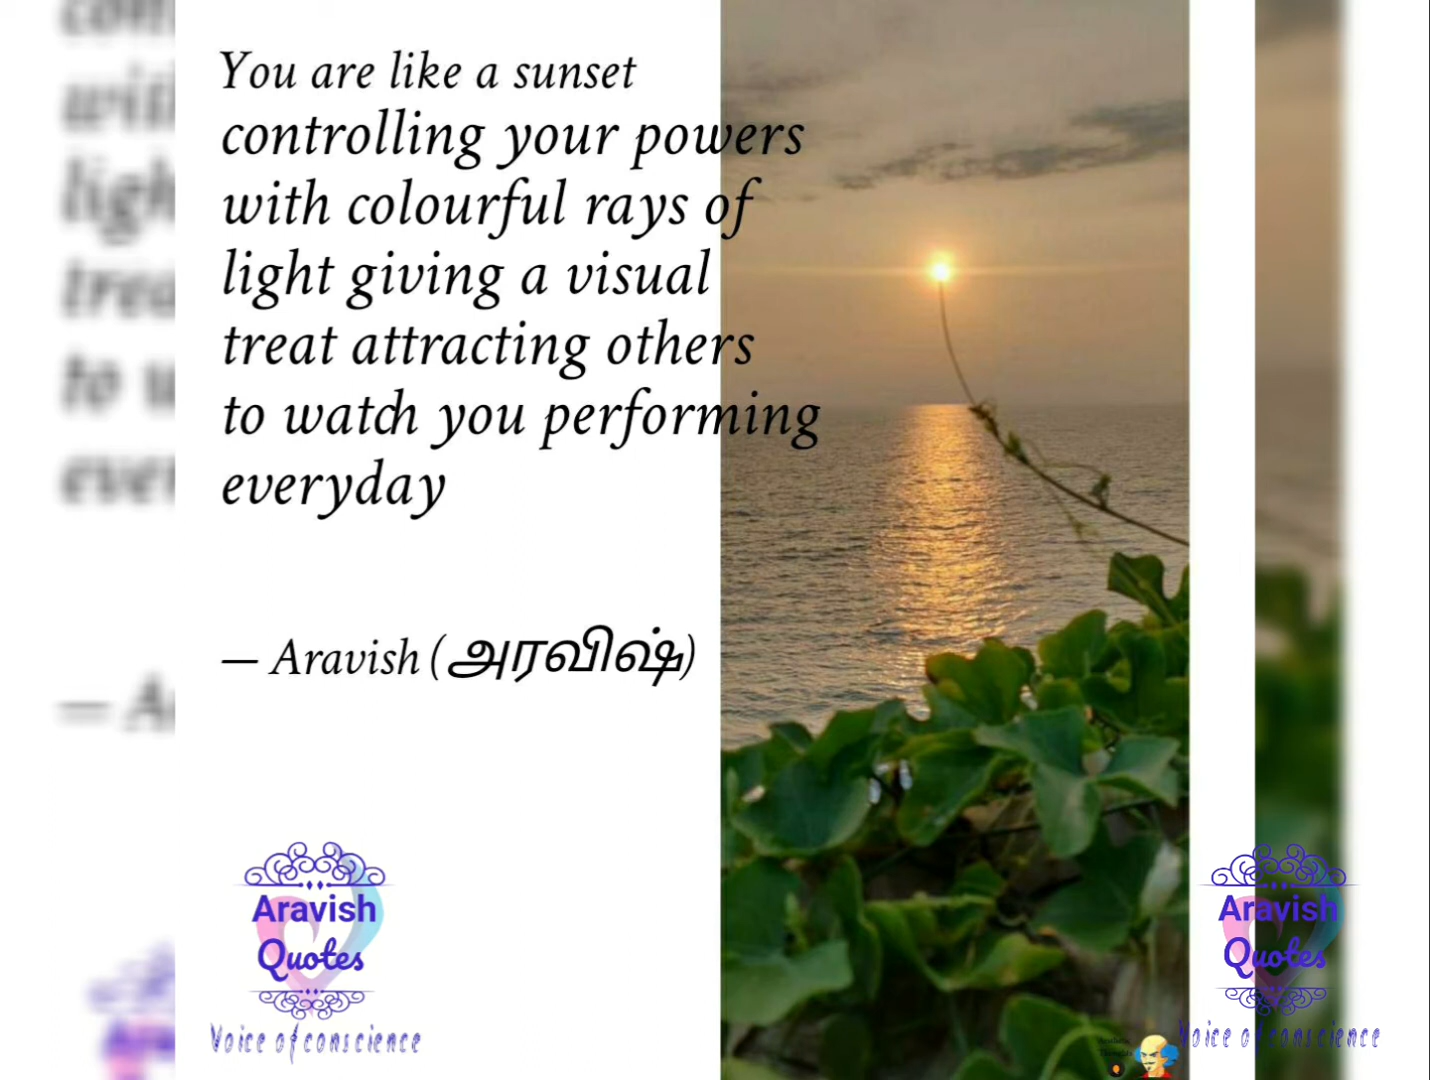 You are like a sunset
controlling your powers
with colourful rays of
light giving a visual
treat attracting others
to watch you performing
everyday
— Aravish (அரவிஷ்)
Aravish
Quotes
Voice of conscience
Aravish
Quotes
Voice of conscience